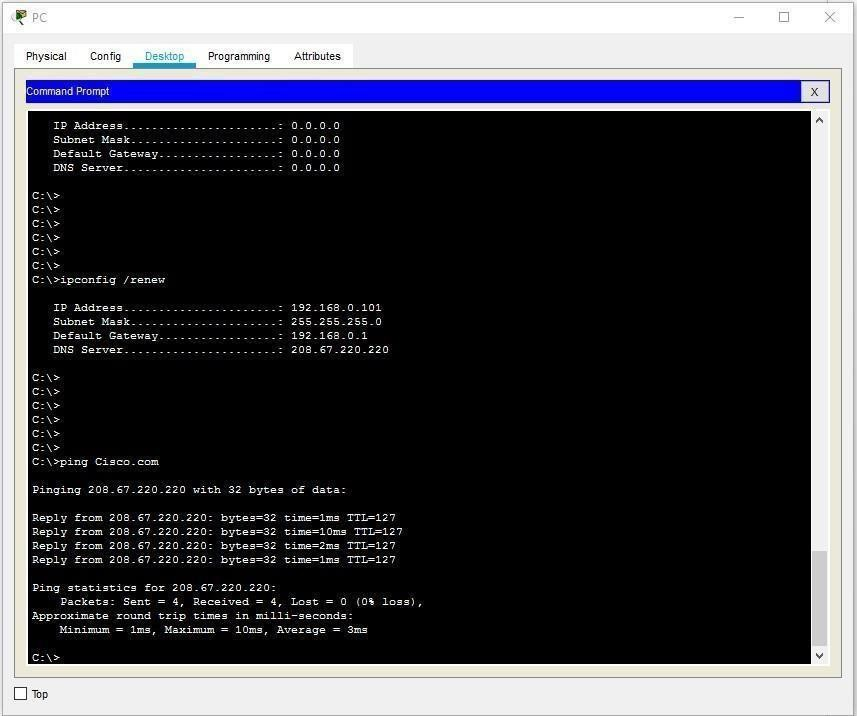 PC
Physical Config Desktop Programming Attributes
Command Prompt X
IP Address......................: 0.0.0.0
Subnet Mask.....................: 0.0.0.0
Default Gateway.................: 0.0.0.0
DNS Server......................: 0.0.0.0
C:\>
C:\>
C:\>
C:\>
C:\>
C:\>
C:\>ipconfig /renew
IP Address......................: 192.168.0.101
Subnet Mask.....................: 255.255.255.0
Default Gateway.................: 192.168.0.1
DNS Server......................: 208.67.220.220
C:\>
C:\>
C:\>
C:\>
C:\>
C:\>
C:\>ping Cisco.com
Pinging 208.67.220.220 with 32 bytes of data:
Reply from 208.67.220.220: bytes=32 time=1ms TTL=127
Reply from 208.67.220.220: bytes=32 time=10ms TTL=127
Reply from 208.67.220.220: bytes=32 time=2ms TTL=127
Reply from 208.67.220.220: bytes=32 time=1ms TTL=127
Ping statistics for 208.67.220.220:
Packets: Sent = 4, Received = 4, Lost = 0 (0% loss),
Approximate round trip times in milli-seconds:
Minimum = 1ms, Maximum = 10ms, Average = 3ms
C:\>
Top